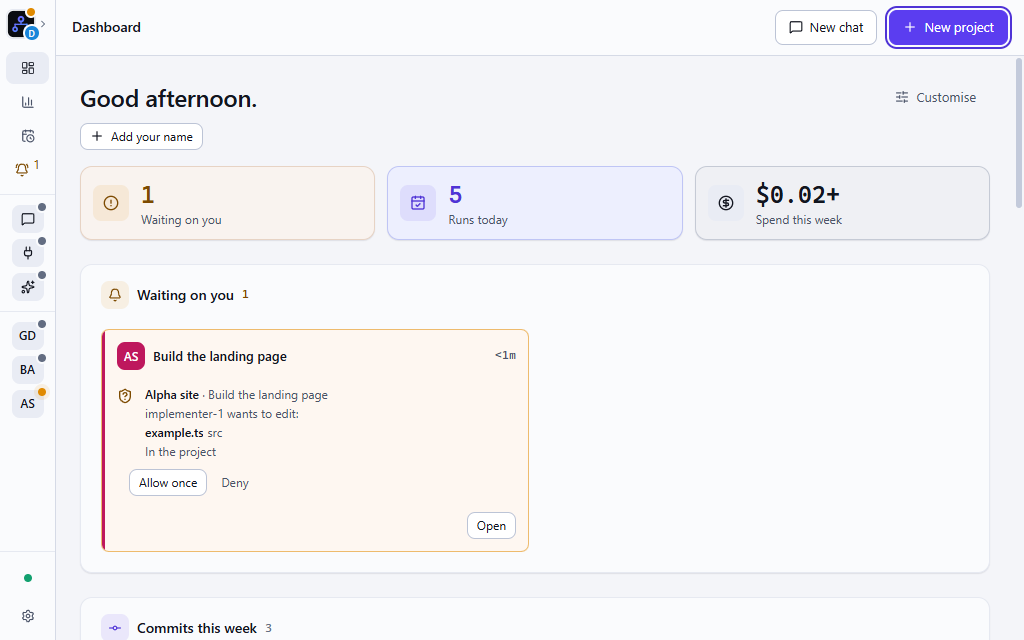 D
Dashboard
New chat
New project
1
Good afternoon.
Customise
Add your name
1
Waiting on you
5
Runs today
$0.02+
Spend this week
Waiting on you 1
AS
Build the landing page
<1m
Alpha site · Build the landing page
implementer-1 wants to edit:
example.ts src
In the project
Allow once
Deny
Open
GD
BA
AS
Commits this week 3